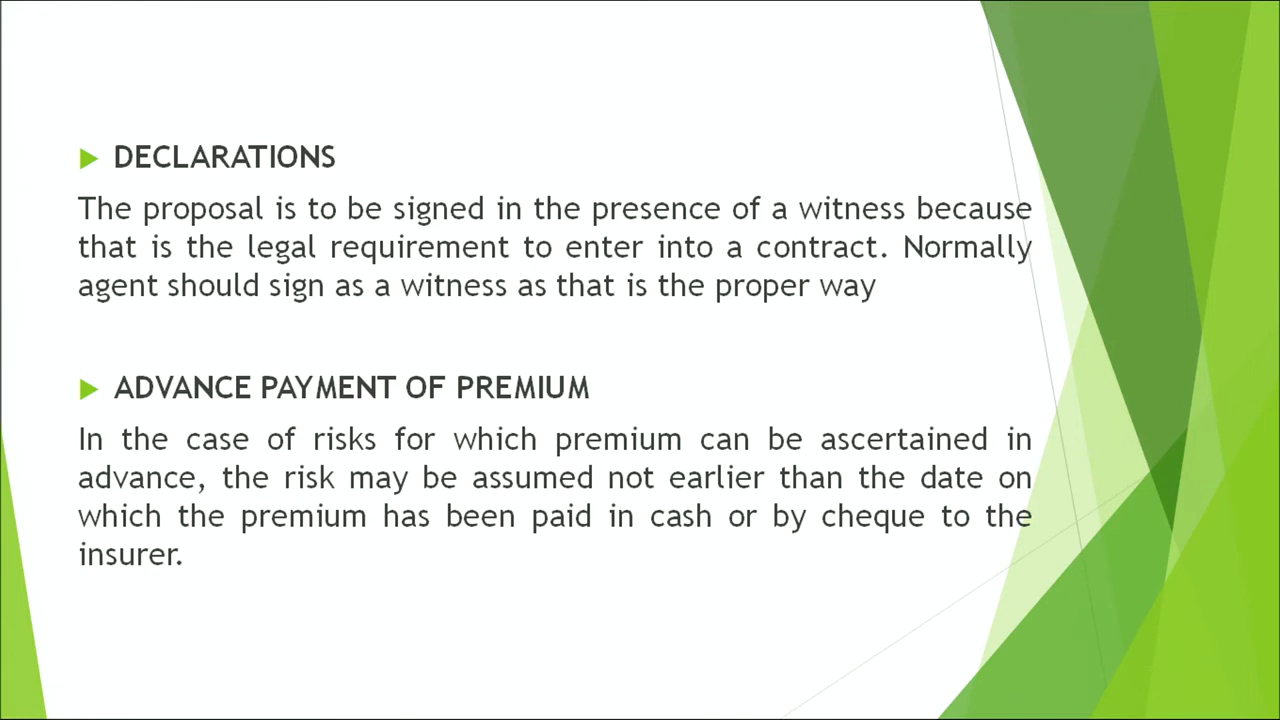 DECLARATIONS
The proposal is to be signed in the presence of a witness because
that is the legal requirement to enter into a contract. Normally
agent should sign as a witness as that is the proper way
ADVANCE PAYMENT OF PREMIUM
In the case of risks for which premium can be ascertained in
advance, the risk may be assumed not earlier than the date on
which the premium has been paid in cash or by cheque to the
insurer.